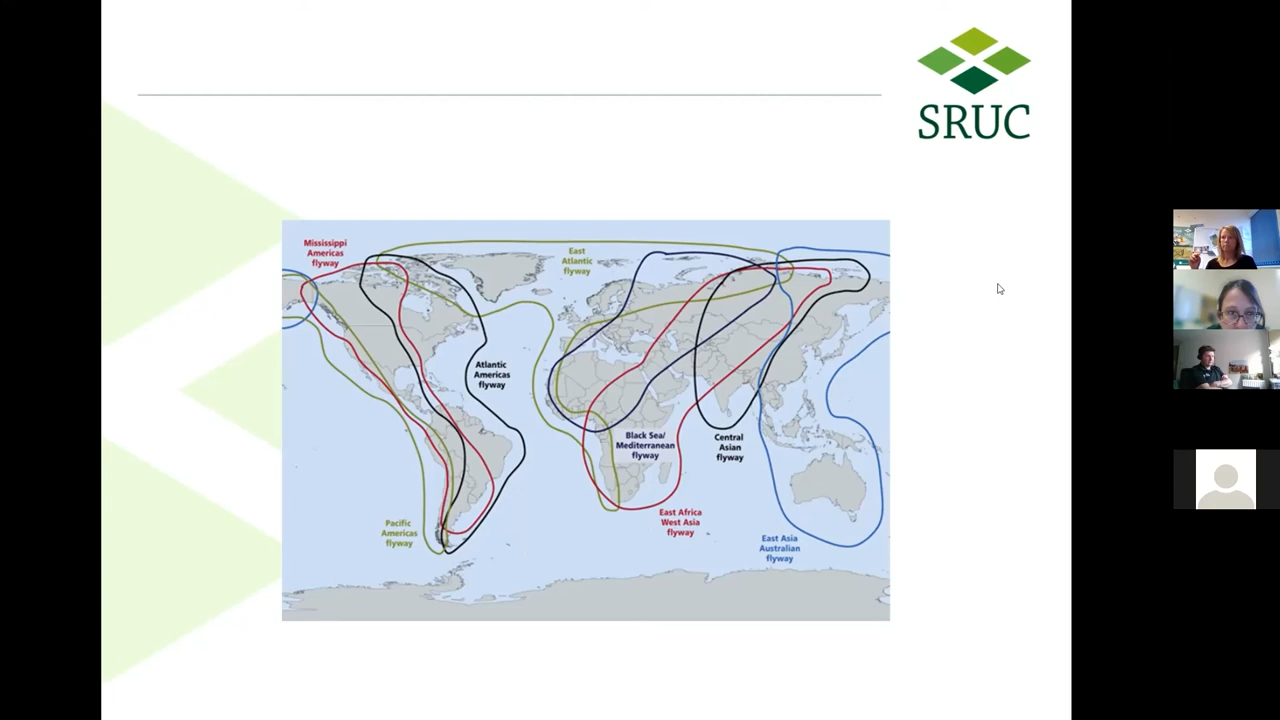 SRUC
Mississippi
Americas
flyway
East
Atlantic
flyway
Atlantic
Americas
flyway
Black Sea/
Mediterranean
flyway
Central
Asian
flyway
Pacific
Americas
flyway
East Africa
West Asia
flyway
East Asia
Australian
flyway